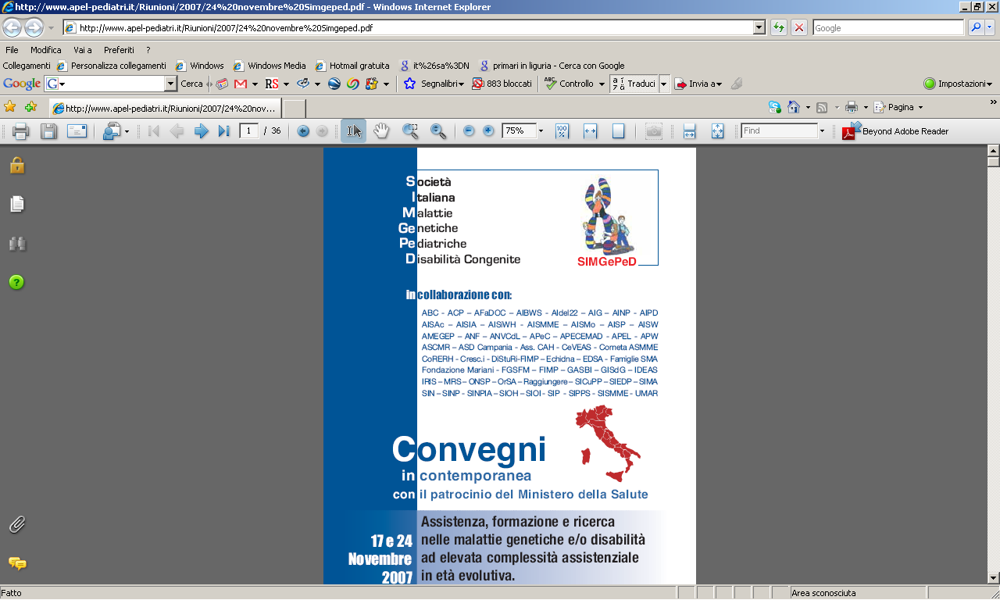 http://www.apel-pediatri.it/Riunioni/2007/24%20novembre%20Simgeped.pdf - Windows Internet Explorer
http://www.apel-pediatri.it/Riunioni/2007/24%20novembre%20Simgeped.pdf
Google
File Modifica Vai a Preferiti ?
Collegamenti Personalizza collegamenti Windows Windows Media Hotmail gratuita it%26sa%3DN primari in liguria - Cerca con Google
Google G Cerca RS Segnalibri 883 bloccati ABC Controllo Traduci Invia a Impostazioni
http://www.apel-pediatri.it/Riunioni/2007/24%20nov... Pagina
1 / 36 75% 100% Find Beyond Adobe Reader
Società
Italiana
Malattie
Genetiche
Pediatriche
Disabilità Congenite
SIMGePeD
in collaborazione con:
ABC - ACP – AFaDOC – AIBWS - AIdel22 – AIG – AINP - AIPD
AISAc – AISIA – AISiWH - AISMME – AISMo – AISP – AISW
AMEGEP – ANF – ANVCdL – APeC – APECEMAD - APEL - APW
ASCMR – ASD Campania - Ass. CAH - CeVEAS - Cometa ASMME
CoRERH - Cresc.i - DiStuRi-FIMP – Echidna – EDSA - Famiglie SMA
Fondazione Mariani - FGSFM – FIMP – GASBI – GISdG – IDEAS
IRIS – MRS – ONSP – OrSA – Raggiungere – SICuPP – SIEDP – SIMA
SIN – SINP - SINPIA – SIOH – SIOI - SIP - SIPPS - SISMME - UMAR
Convegni
in contemporanea
con il patrocinio del Ministero della Salute
17 e 24
Novembre
2007
Assistenza, formazione e ricerca
nelle malattie genetiche e/o disabilità
ad elevata complessità assistenziale
in età evolutiva.
Fatto Area sconosciuta